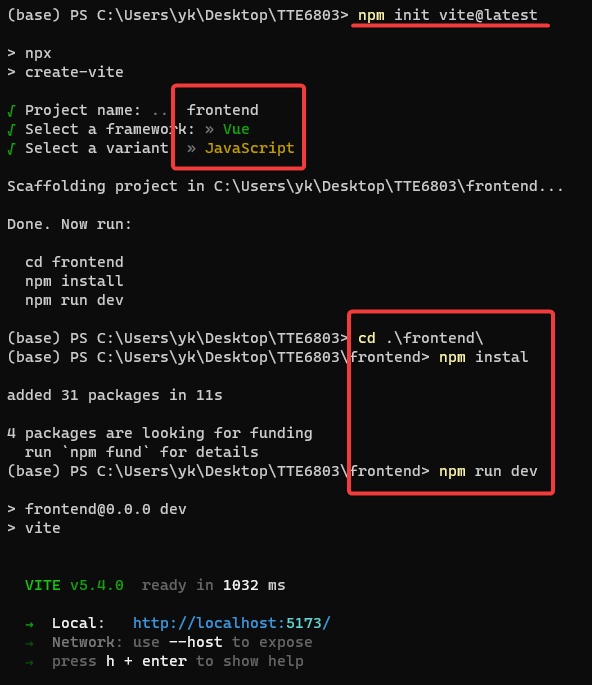 (base) PS C:\Users\yk\Desktop\TTE6803> npm init vite@latest
> npx
> create-vite
√ Project name: ... frontend
√ Select a framework: » Vue
√ Select a variant: » JavaScript
Scaffolding project in C:\Users\yk\Desktop\TTE6803\frontend...
Done. Now run:
cd frontend
npm install
npm run dev
(base) PS C:\Users\yk\Desktop\TTE6803> cd .\frontend\
(base) PS C:\Users\yk\Desktop\TTE6803\frontend> npm instal
added 31 packages in 11s
4 packages are looking for funding
run `npm fund` for details
(base) PS C:\Users\yk\Desktop\TTE6803\frontend> npm run dev
> frontend@0.0.0 dev
> vite
VITE v5.4.0 ready in 1032 ms
→ Local: http://localhost:5173/
→ Network: use --host to expose
→ press h + enter to show help